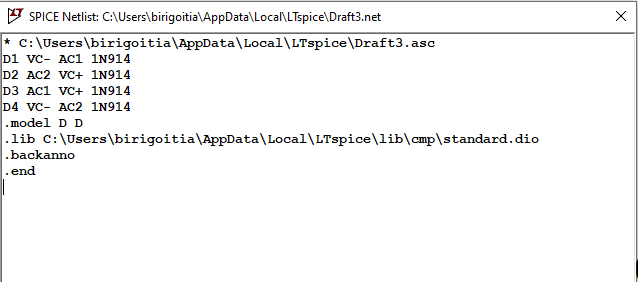 SPICE Netlist: C:\Users\birigoitia\AppData\Local\LTspice\Draft3.net
* C:\Users\birigoitia\AppData\Local\LTspice\Draft3.asc
D1 VC- AC1 1N914
D2 AC2 VC+ 1N914
D3 AC1 VC+ 1N914
D4 VC- AC2 1N914
.model D D
.lib C:\Users\birigoitia\AppData\Local\LTspice\lib\cmp\standard.dio
.backanno
.end